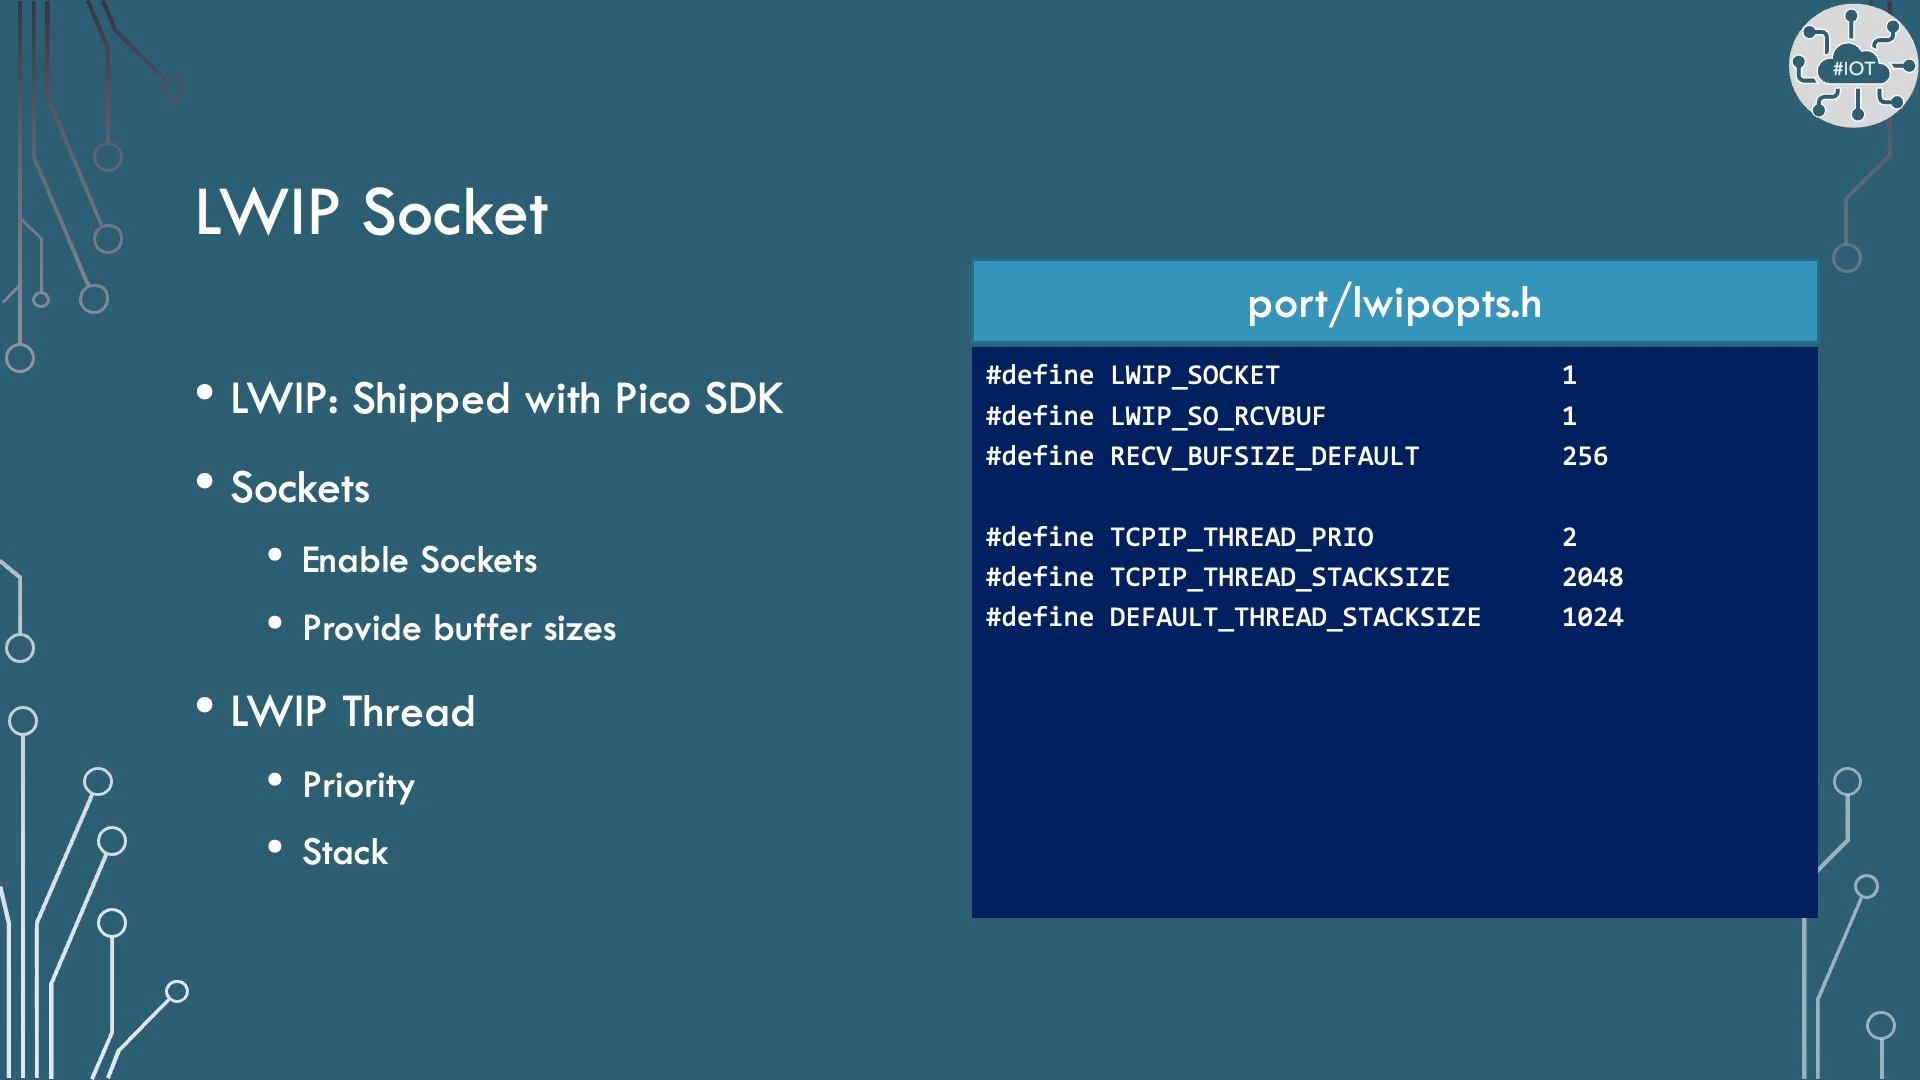 #IOT
LWIP Socket
• LWIP: Shipped with Pico SDK
• Sockets
• Enable Sockets
• Provide buffer sizes
• LWIP Thread
• Priority
• Stack
port/lwipopts.h
#define LWIP_SOCKET 1
#define LWIP_SO_RCVBUF 1
#define RECV_BUFSIZE_DEFAULT 256
#define TCPIP_THREAD_PRIO 2
#define TCPIP_THREAD_STACKSIZE 2048
#define DEFAULT_THREAD_STACKSIZE 1024